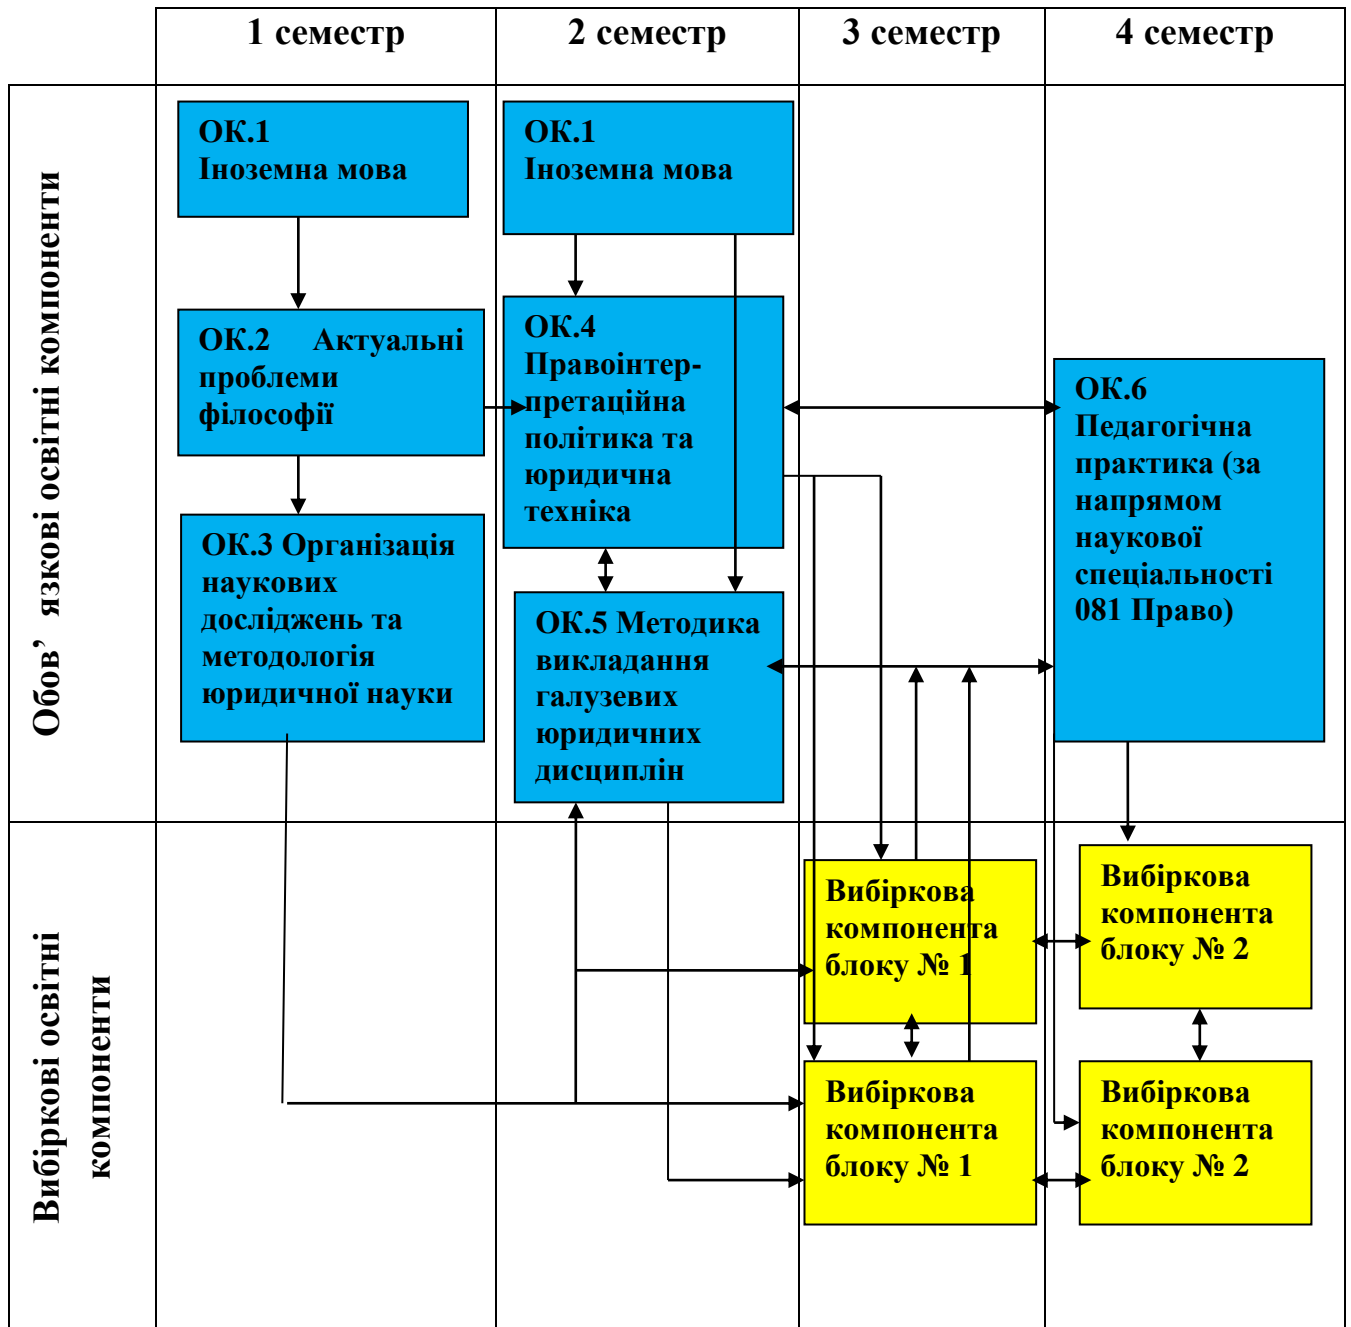 1 семестр
2 семестр
3 семестр
4 семестр
Обов’ язкові освітні компоненти
ОК.1
Іноземна мова
ОК.2 Актуальні
проблеми
філософії
ОК.3 Організація
наукових
досліджень та
методологія
юридичної науки
ОК.1
Іноземна мова
ОК.4
Правоінтер-
претаційна
політика та
юридична
техніка
ОК.5 Методика
викладання
галузевих
юридичних
дисциплін
ОК.6
Педагогічна
практика (за
напрямом
наукової
спеціальності
081 Право)
Вибіркові освітні
компоненти
Вибіркова
компонента
блоку № 1
Вибіркова
компонента
блоку № 2
Вибіркова
компонента
блоку № 1
Вибіркова
компонента
блоку № 2